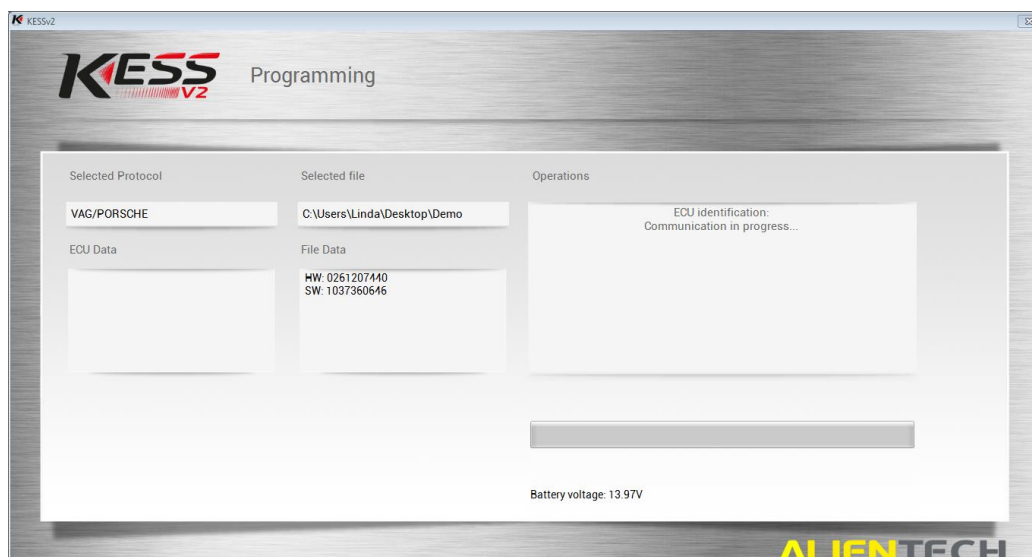 KESSv2
KESS V2
Programming
Selected Protocol
Selected file
Operations
VAG/PORSCHE
C:\Users\Linda\Desktop\Demo
ECU identification:
Communication in progress...
ECU Data
File Data
HW: 0261207440
SW: 1037360646
Battery voltage: 13.97V
ALIENTECH